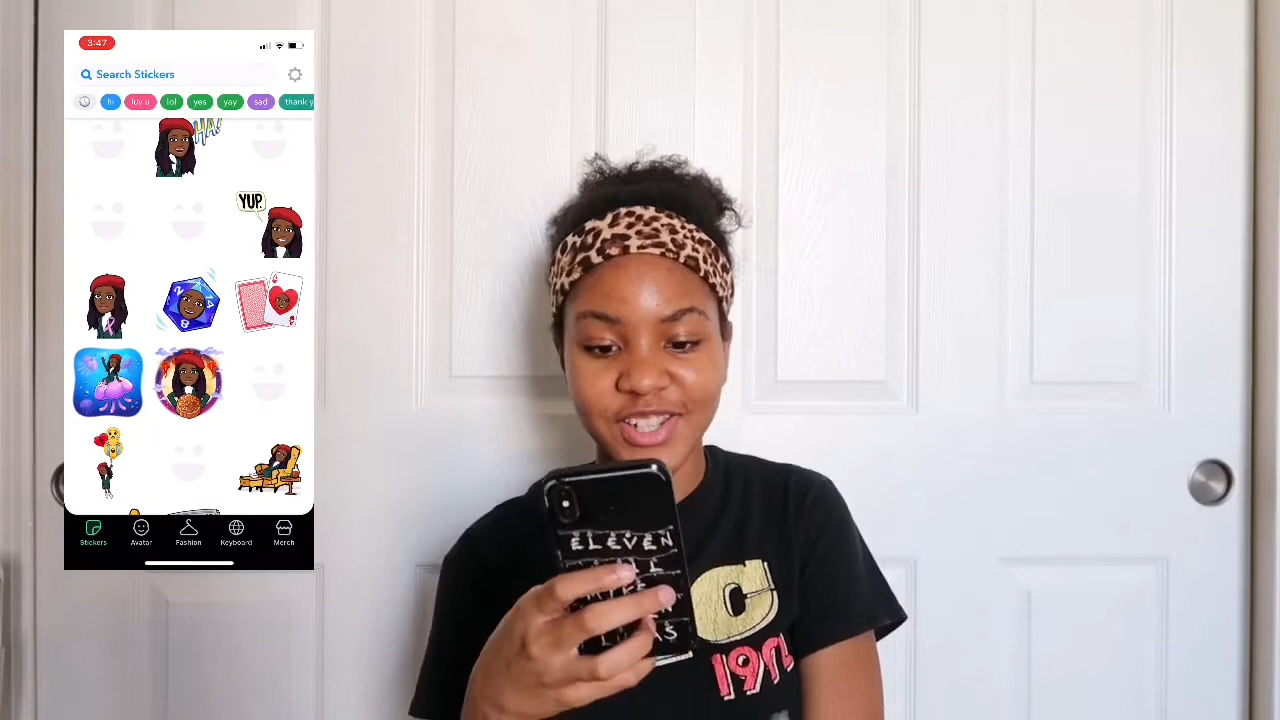 3:47
Search Stickers
hi
luv u
lol
yes
yay
sad
thank y
HA!
YUP.
Stickers
Avatar
Fashion
Keyboard
Merch
ELEVEN
C